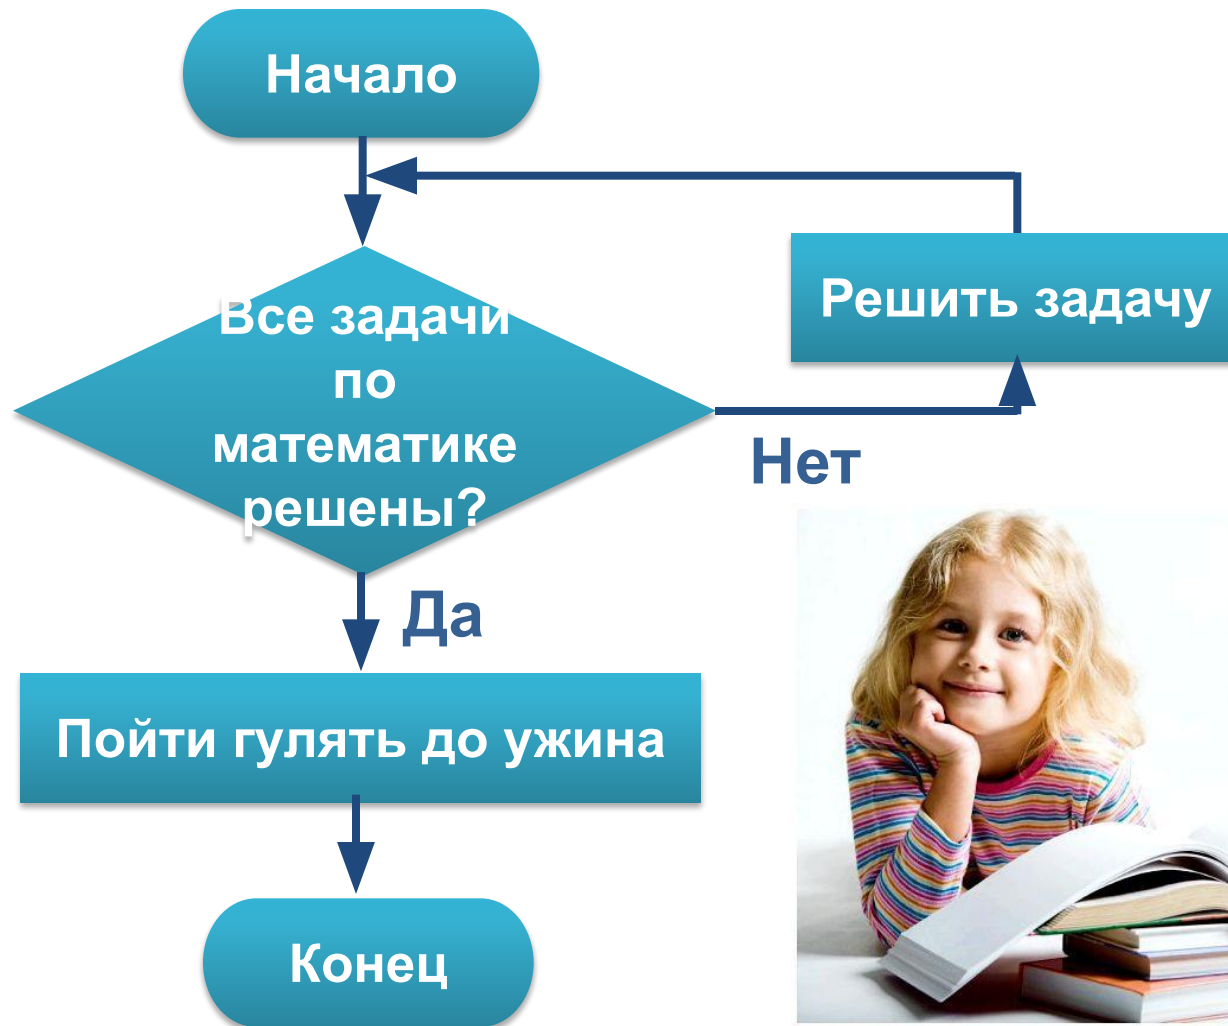 Начало
Решить задачу
Все задачи
по
математике
решены?
Нет
Да
Пойти гулять до ужина
Конец